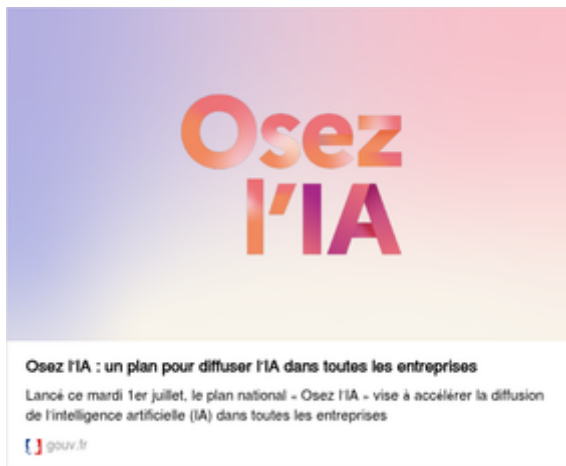 Osez
l'IA
Osez l'IA : un plan pour diffuser l'IA dans toutes les entreprises
Lancé ce mardi 1er juillet, le plan national « Osez l'IA » vise à accélérer la diffusion
de l'intelligence artificielle (IA) dans toutes les entreprises
gouv.fr